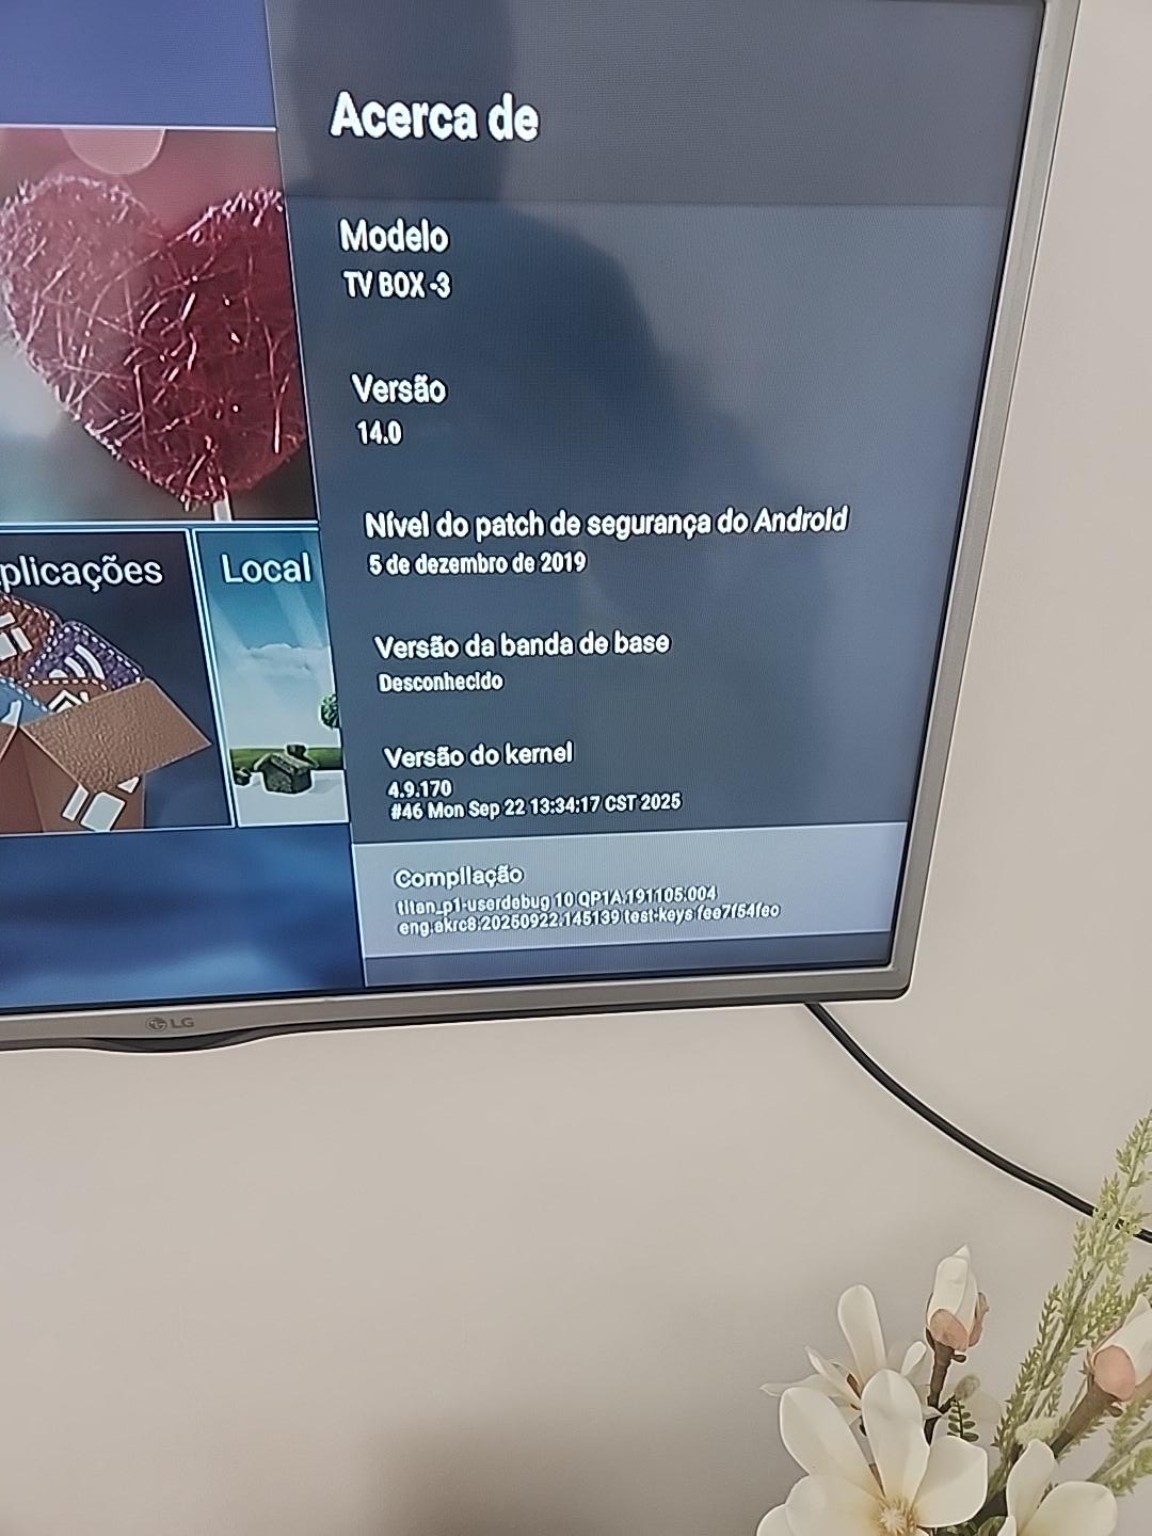 Acerca de
Modelo
TV BOX -3
Versão
14.0
Nível do patch de segurança do Android
5 de dezembro de 2019
Versão da banda de base
Desconhecido
Versão do kernel
4.9.170
#46 Mon Sep 22 13:34:17 CST 2025
Compilação
titan_p1-userdebug 10 QP1A.191105.004
eng.akrc8.20250922.145139 test-keys fee7f54fec
plicações
Local
LG